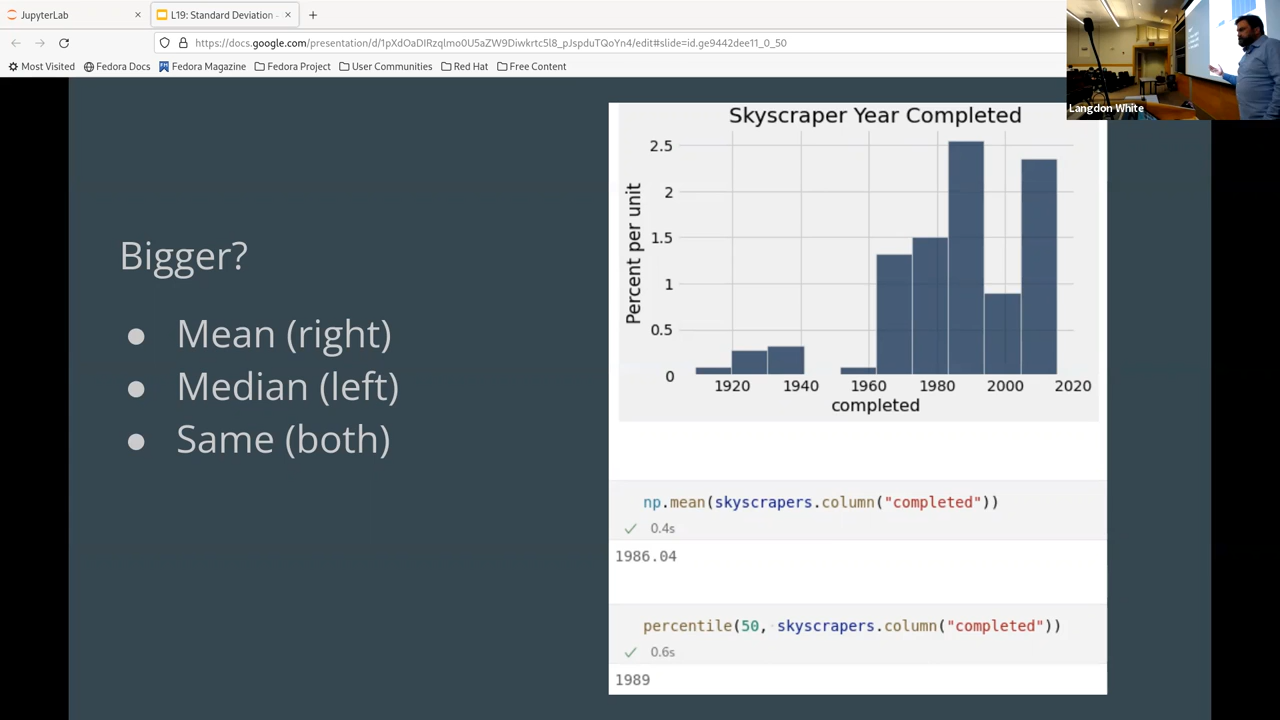 JupyterLab
L19: Standard Deviation -
https://docs.google.com/presentation/d/1pXdOaDIRzqlmo0U5aZW9Diwkrtc5l8_pJspduTQoYn4/edit#slide=id.ge9442dee11_0_50
Most Visited Fedora Docs Fedora Magazine Fedora Project User Communities Red Hat Free Content
Langdon White
Bigger?
● Mean (right)
● Median (left)
● Same (both)
Skyscraper Year Completed
Percent per unit
2.5
2
1.5
1
0.5
0
1920 1940 1960 1980 2000 2020
completed
np.mean(skyscrapers.column("completed"))
0.4s
1986.04
percentile(50, skyscrapers.column("completed"))
0.6s
1989